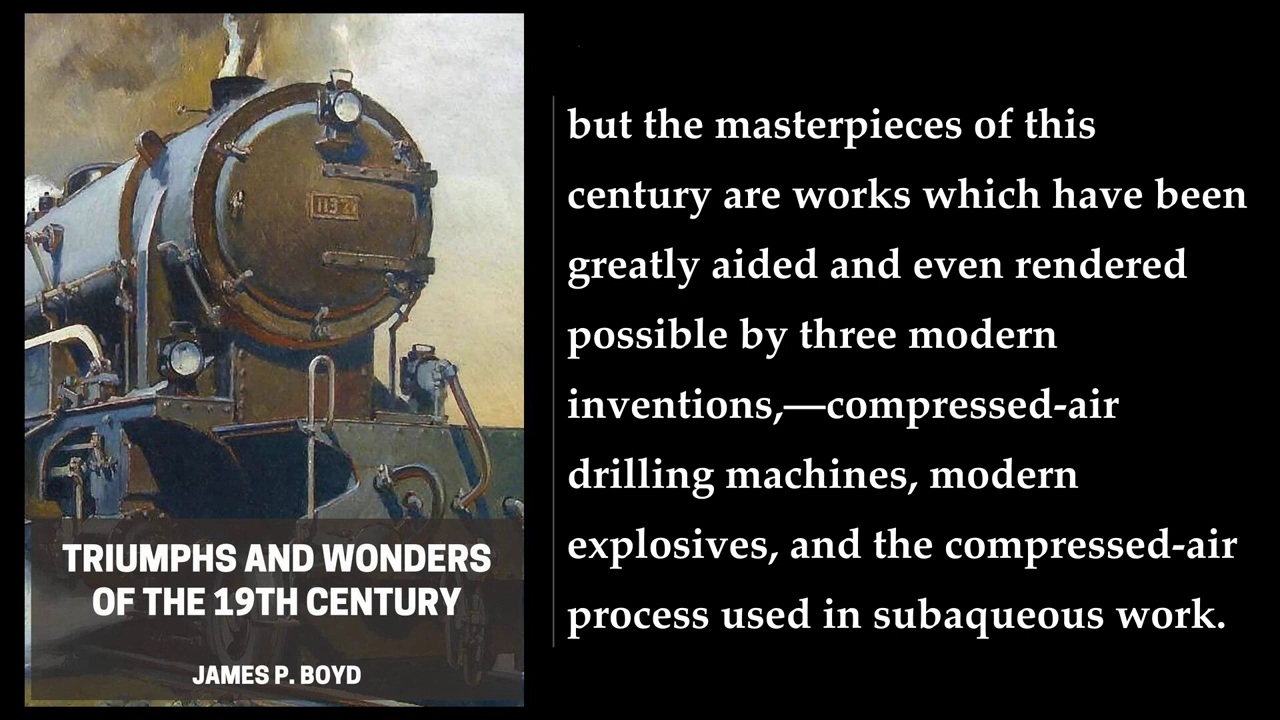 TRIUMPHS AND WONDERS
OF THE 19TH CENTURY
JAMES P. BOYD
but the masterpieces of this
century are works which have been
greatly aided and even rendered
possible by three modern
inventions,—compressed-air
drilling machines, modern
explosives, and the compressed-air
process used in subaqueous work.